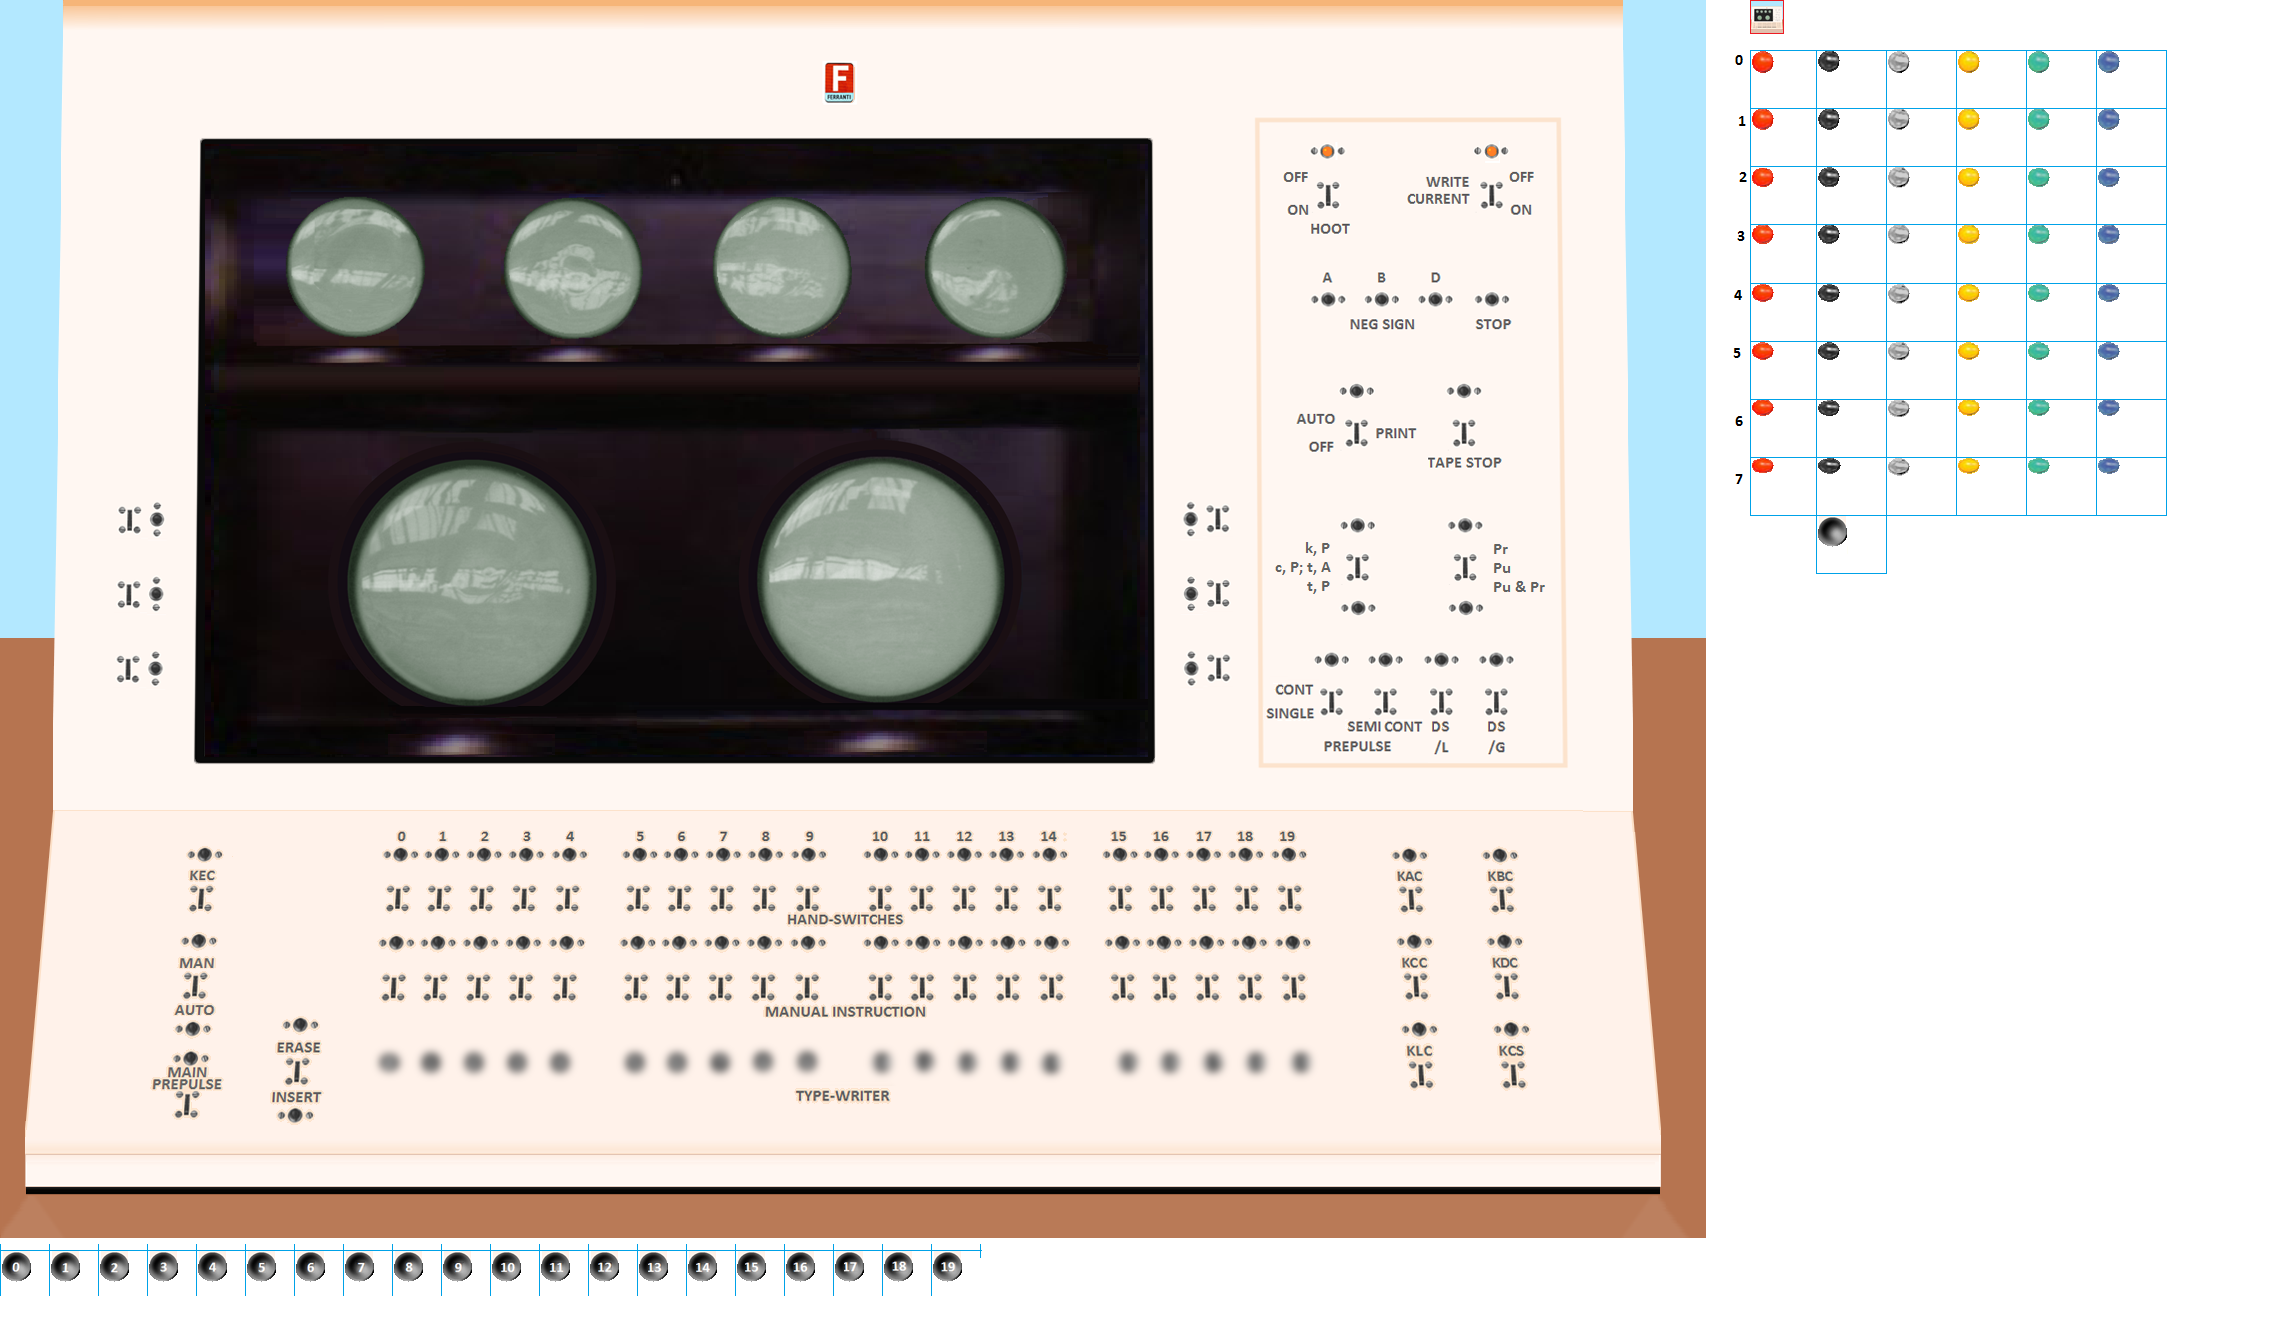 F
FERRANTI
OFF
ON
HOOT
WRITE
CURRENT
OFF
ON
A B D
NEG SIGN STOP
AUTO
OFF
PRINT
TAPE STOP
k, P
c, P; t, A
t, P
Pr
Pu
Pu & Pr
CONT
SINGLE
SEMI CONT DS DS
PREPULSE /L /G
0 1 2 3 4 5 6 7 8 9 10 11 12 13 14 15 16 17 18 19
KEC
KAC KBC
HAND-SWITCHES
MAN
KCC KDC
AUTO
MANUAL INSTRUCTION
ERASE
KLC KCS
MAIN
PREPULSE
INSERT
TYPE-WRITER
0
1
2
3
4
5
6
7
0 1 2 3 4 5 6 7 8 9 10 11 12 13 14 15 16 17 18 19